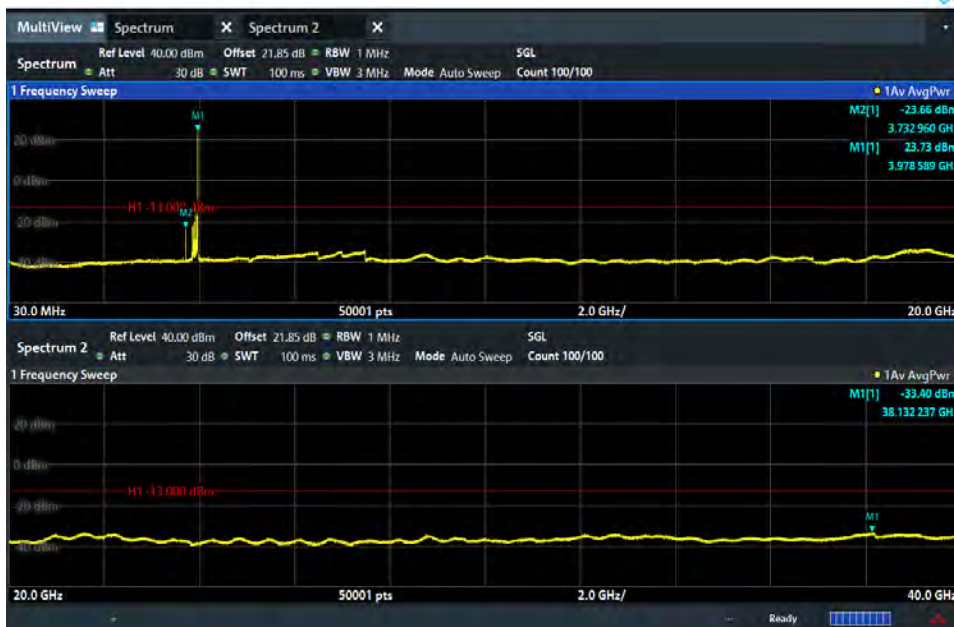 MultiView Spectrum X Spectrum 2 X
Ref Level 40.00 dBm Offset 21.85 dB RBW 1 MHz SGL
Spectrum Att 30 dB SWT 100 ms VBW 3 MHz Mode Auto Sweep Count 100/100
1 Frequency Sweep 1Av AvgPwr
M2[1] -23.66 dBm
3.732 960 GH
M1[1] 23.73 dBm
3.978 589 GH
M1
20 dBm
0 dBm
H1 -13.000 dBm
M2
-20 dBm
-40 dBm
30.0 MHz 50001 pts 2.0 GHz/ 20.0 GHz
Ref Level 40.00 dBm Offset 21.85 dB RBW 1 MHz SGL
Spectrum 2 Att 30 dB SWT 100 ms VBW 3 MHz Mode Auto Sweep Count 100/100
1 Frequency Sweep 1Av AvgPwr
M1[1] -33.40 dBm
38.132 237 GH
20 dBm
0 dBm
H1 -13.000 dBm
-20 dBm
M1
-40 dBm
20.0 GHz 50001 pts 2.0 GHz/ 40.0 GHz
Ready